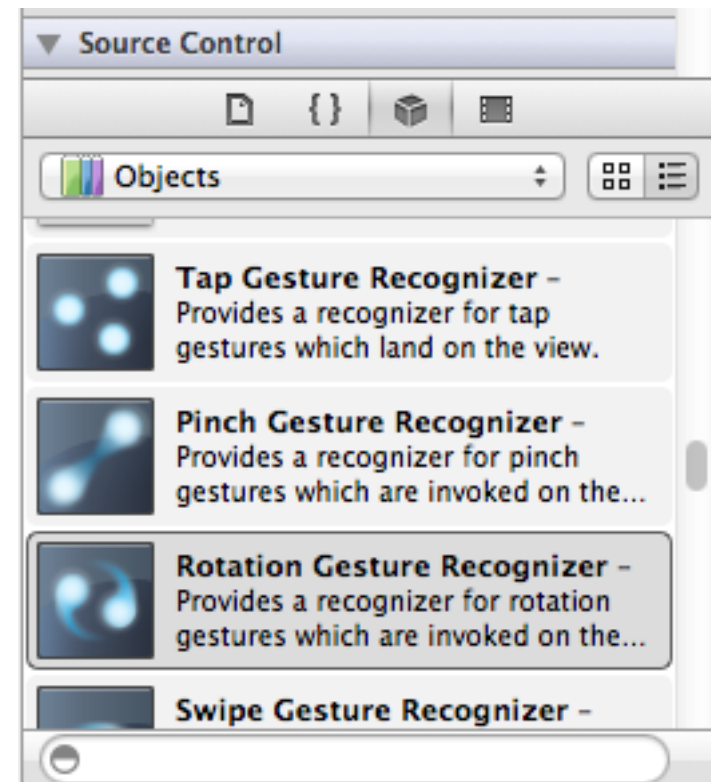 Source Control
{ }
Objects
Tap Gesture Recognizer –
Provides a recognizer for tap
gestures which land on the view.
Pinch Gesture Recognizer –
Provides a recognizer for pinch
gestures which are invoked on the...
Rotation Gesture Recognizer –
Provides a recognizer for rotation
gestures which are invoked on the...
Swipe Gesture Recognizer –